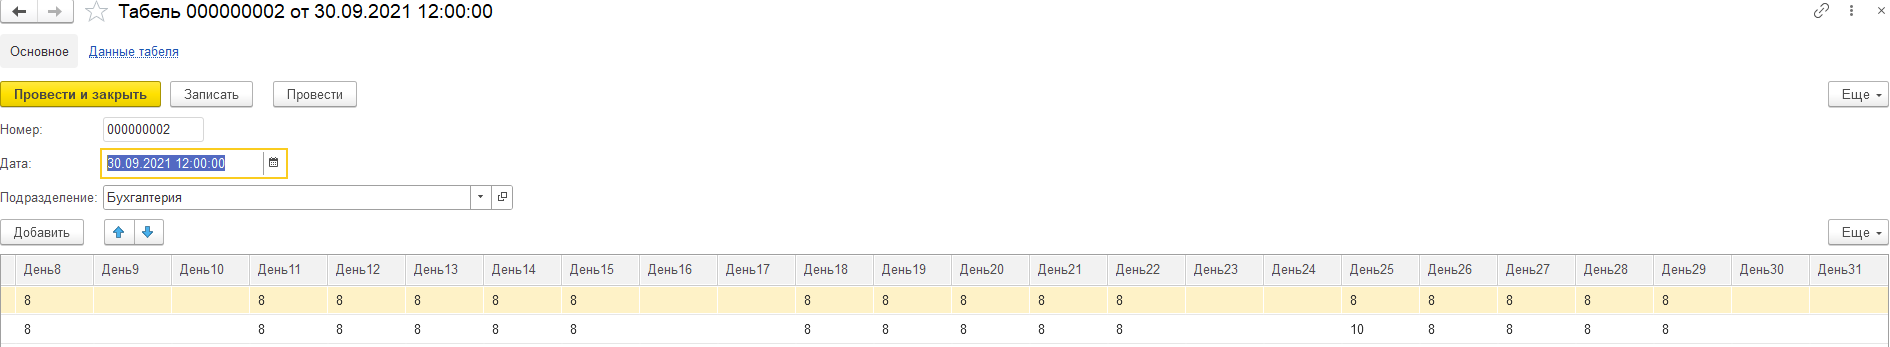 Табель 000000002 от 30.09.2021 12:00:00
Основное Данные табеля
Провести и закрыть Записать Провести Еще
Номер: 000000002
Дата: 30.09.2021 12:00:00
Подразделение: Бухгалтерия
Добавить Еще
День8 День9 День10 День11 День12 День13 День14 День15 День16 День17 День18 День19 День20 День21 День22 День23 День24 День25 День26 День27 День28 День29 День30 День31
8 8 8 8 8 8 8 8 8 8 8 8 8 8 8 8
8 8 8 8 8 8 8 8 8 8 8 10 8 8 8 8